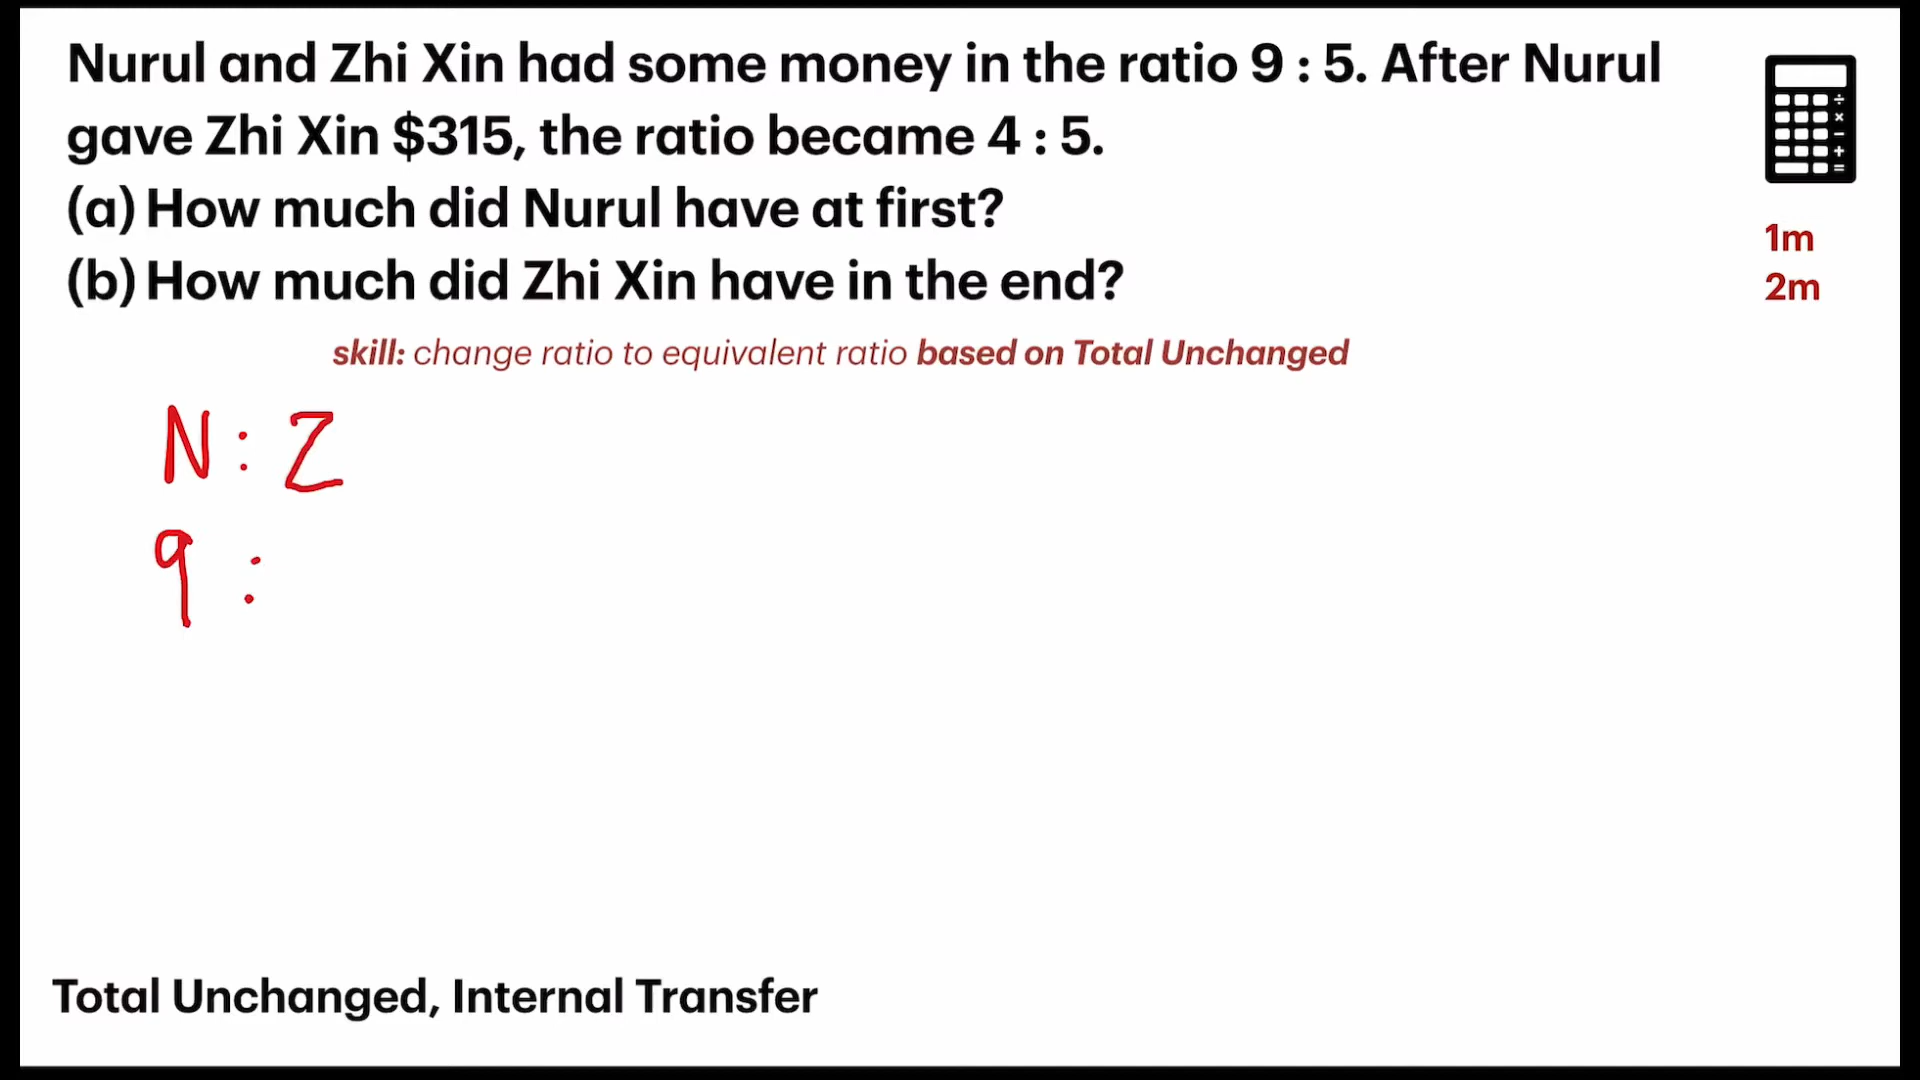 Nurul and Zhi Xin had some money in the ratio 9 : 5. After Nurul
gave Zhi Xin $315, the ratio became 4 : 5.
(a) How much did Nurul have at first?
(b) How much did Zhi Xin have in the end?
1m
2m
skill: change ratio to equivalent ratio based on Total Unchanged
N : Z
9 :
Total Unchanged, Internal Transfer